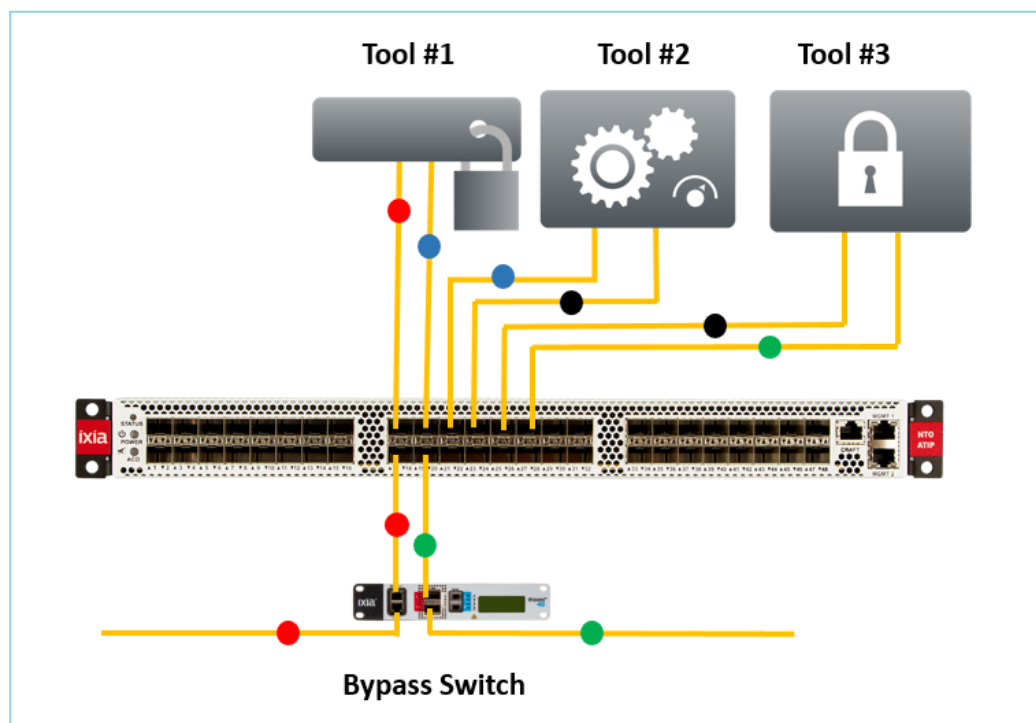 Tool #1
Tool #2
Tool #3
ixia
STATUS
POWER
ACO
MGMT 1
CRAFT
MGMT 2
NTO
ATIP
ixia
Bypass Switch